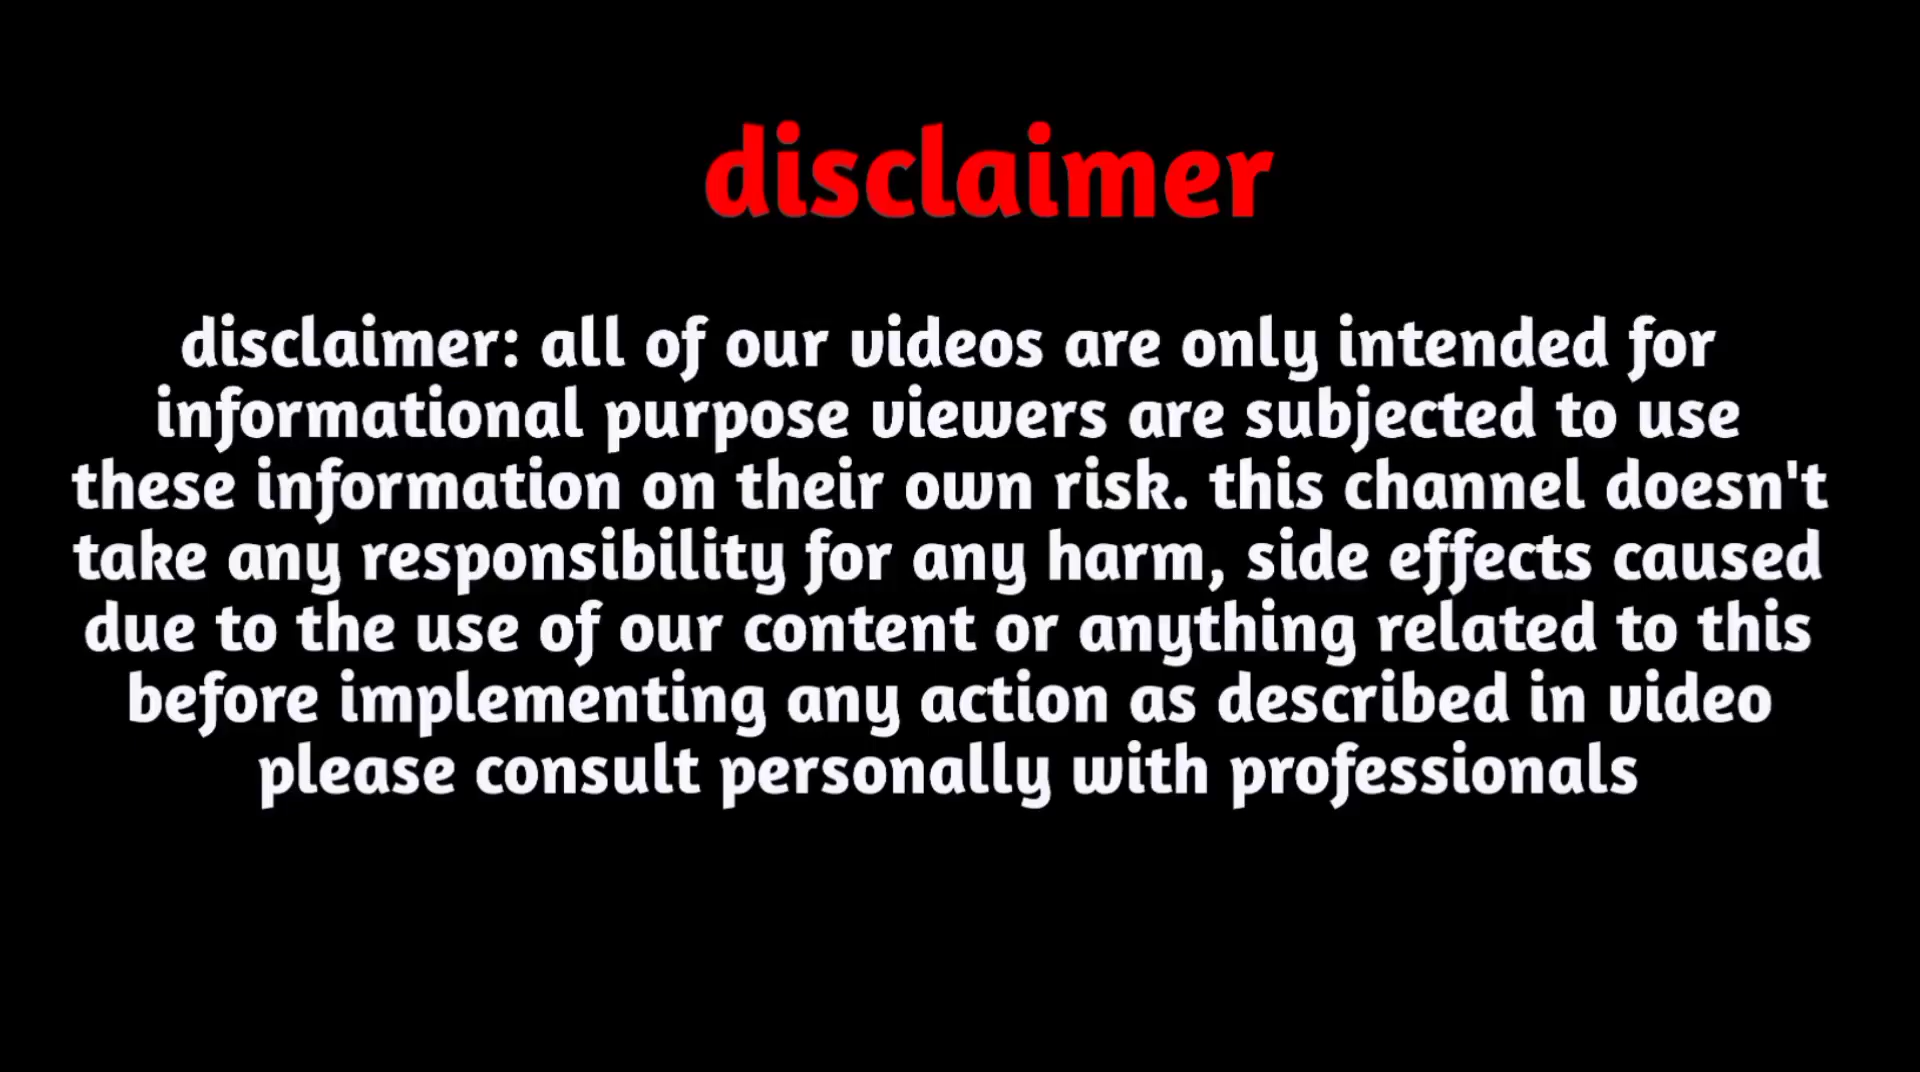 disclaimer
disclaimer: all of our videos are only intended for
informational purpose viewers are subjected to use
these information on their own risk. this channel doesn't
take any responsibility for any harm, side effects caused
due to the use of our content or anything related to this
before implementing any action as described in video
please consult personally with professionals